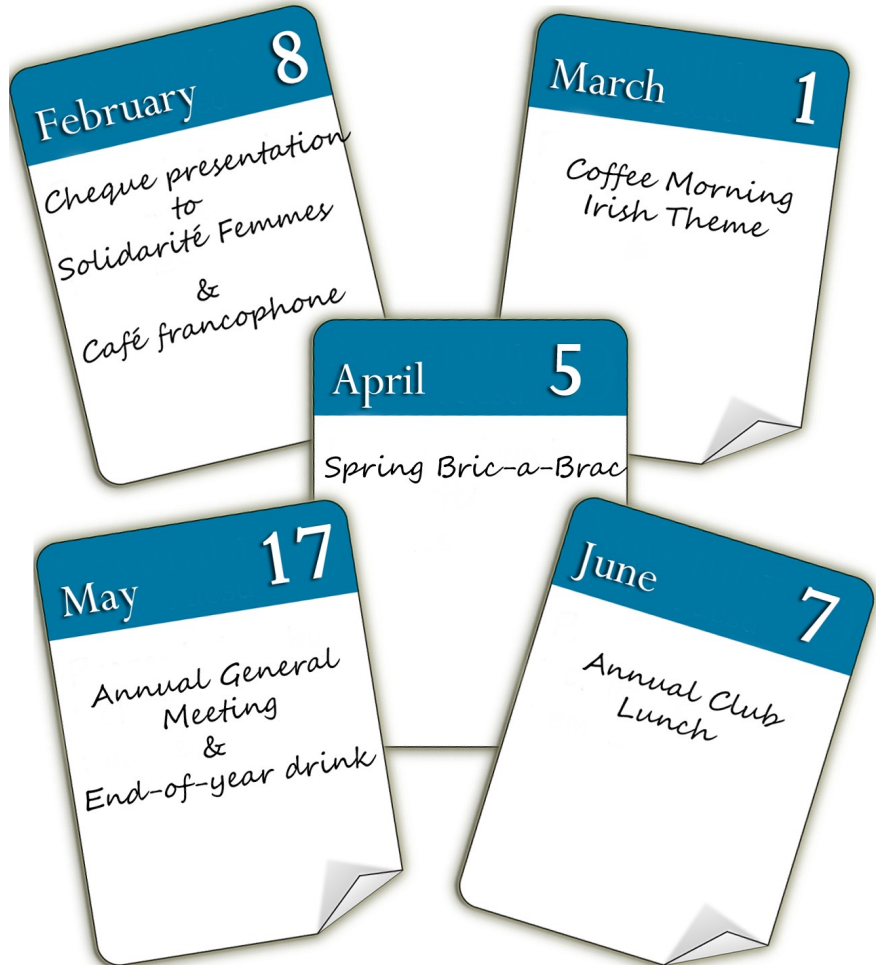 February 8
Cheque presentation
to
Solidarité Femmes
&
Café francophone
March 1
Coffee Morning
Irish Theme
April 5
Spring Bric-a-Brac
May 17
Annual General
Meeting
&
End-of-year drink
June 7
Annual Club
Lunch